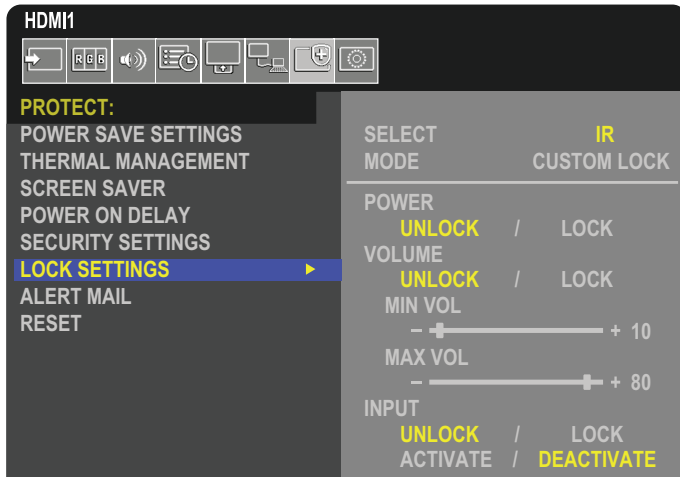 HDMI1
RGB
PROTECT:
POWER SAVE SETTINGS
THERMAL MANAGEMENT
SCREEN SAVER
POWER ON DELAY
SECURITY SETTINGS
LOCK SETTINGS
ALERT MAIL
RESET
SELECT IR
MODE CUSTOM LOCK
POWER
UNLOCK / LOCK
VOLUME
UNLOCK / LOCK
MIN VOL
- + 10
MAX VOL
- + 80
INPUT
UNLOCK / LOCK
ACTIVATE / DEACTIVATE